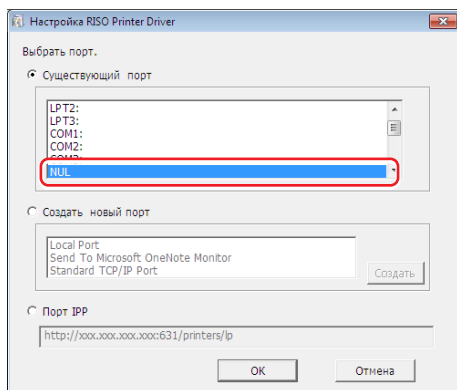 Настройка RISO Printer Driver
Выбрать порт.
Существующий порт
LPT2:
LPT3:
COM1:
COM2:
COM3:
NUL
Создать новый порт
Local Port
Send To Microsoft OneNote Monitor
Standard TCP/IP Port
Создать
Порт IPP
http://xxx.xxx.xxx.xxx:631/printers/lp
OK
Отмена